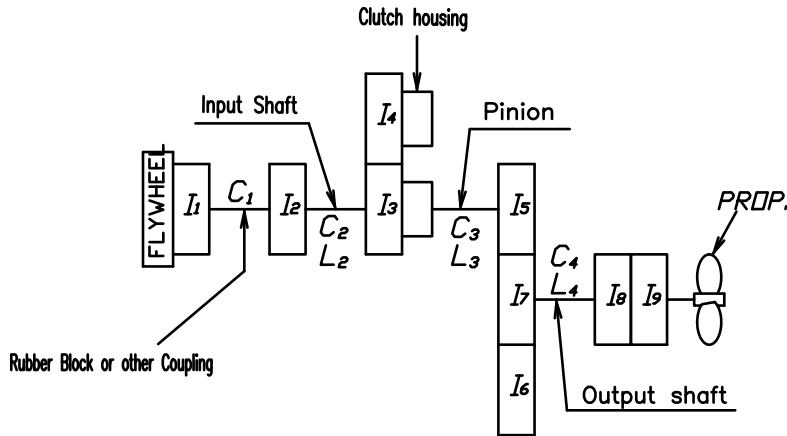 Clutch housing
Input Shaft
I4
Pinion
FLYWHEEL
I1
C1
I2
C2
L2
I3
C3
L3
I5
PROP.
C4
L4
I7
I8
I9
Rubber Block or other Coupling
I6
Output shaft